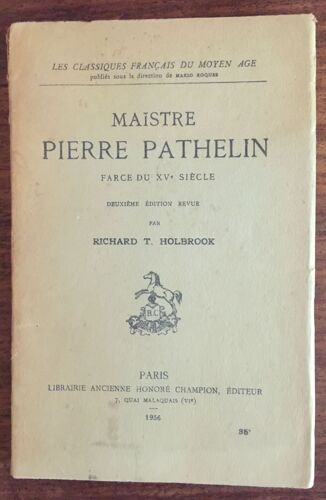 LES CLASSIQUES FRANÇAIS DU MOYEN AGE
publiés sous la direction de MARIO ROQUES
MAISTRE
PIERRE PATHELIN
FARCE DU XVe SIÈCLE
DEUXIÈME ÉDITION REVUE
PAR
RICHARD T. HOLBROOK
B.C
PARIS
LIBRAIRIE ANCIENNE HONORÉ CHAMPION, ÉDITEUR
7, QUAI MALAQUAIS (VIe)
1956
35*